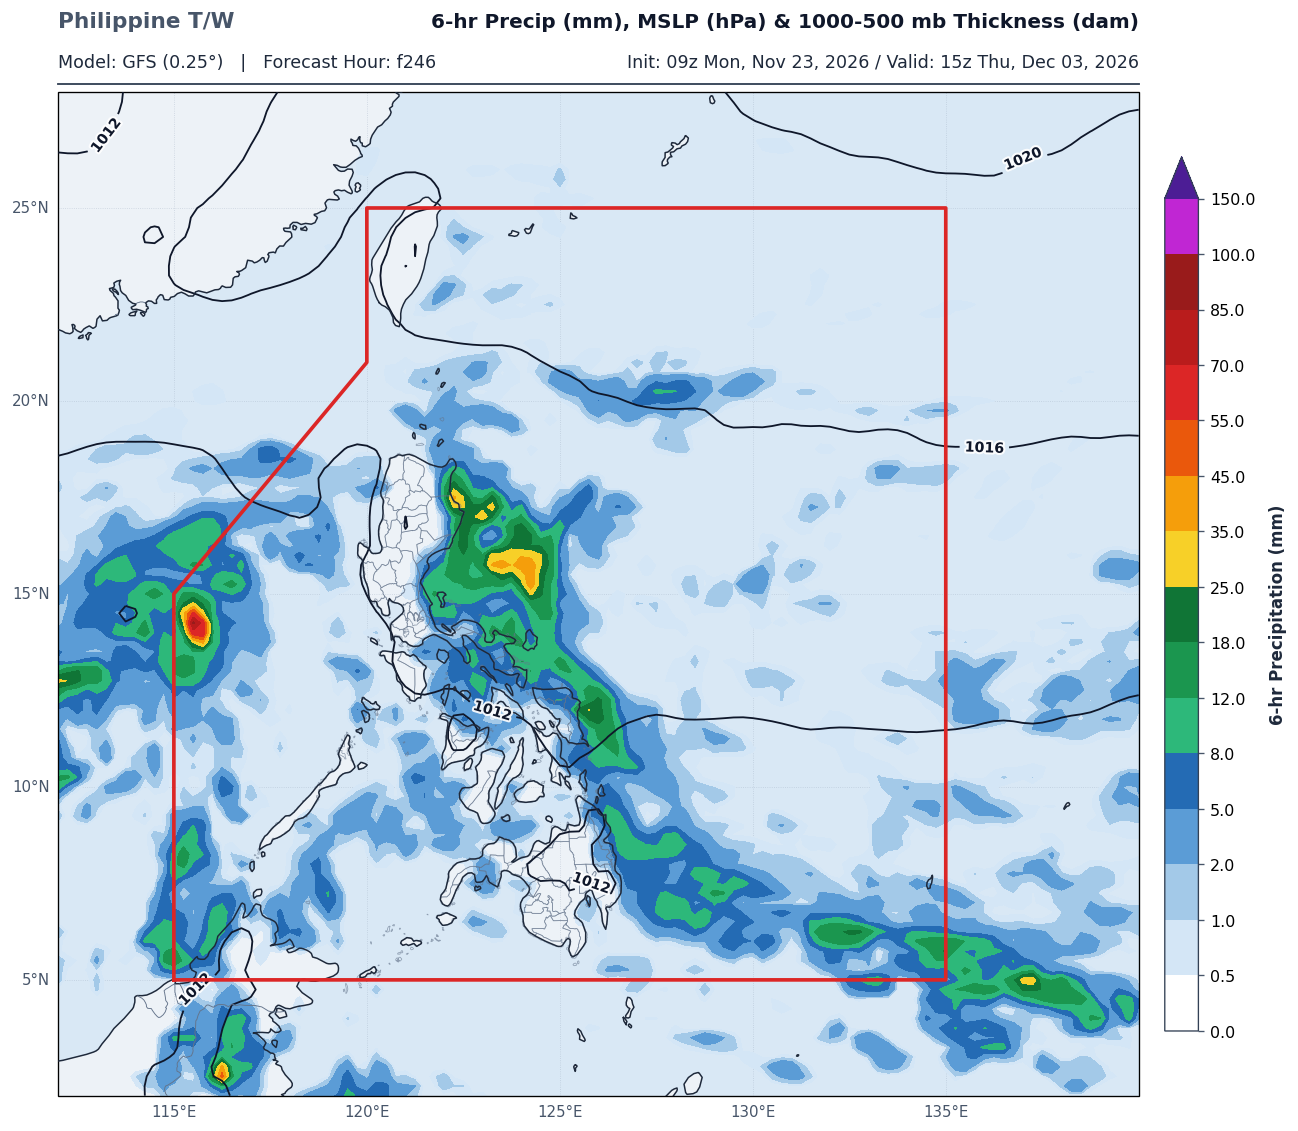 Philippine T/W
6-hr Precip (mm), MSLP (hPa) & 1000-500 mb Thickness (dam)
Model: GFS (0.25°) | Forecast Hour: f246
Init: 09z Mon, Nov 23, 2026 / Valid: 15z Thu, Dec 03, 2026
1012
1020
1016
1012
1012
1012
25°N
20°N
15°N
10°N
5°N
115°E
120°E
125°E
130°E
135°E
150.0
100.0
85.0
70.0
55.0
45.0
35.0
25.0
18.0
12.0
8.0
5.0
2.0
1.0
0.5
0.0
6-hr Precipitation (mm)